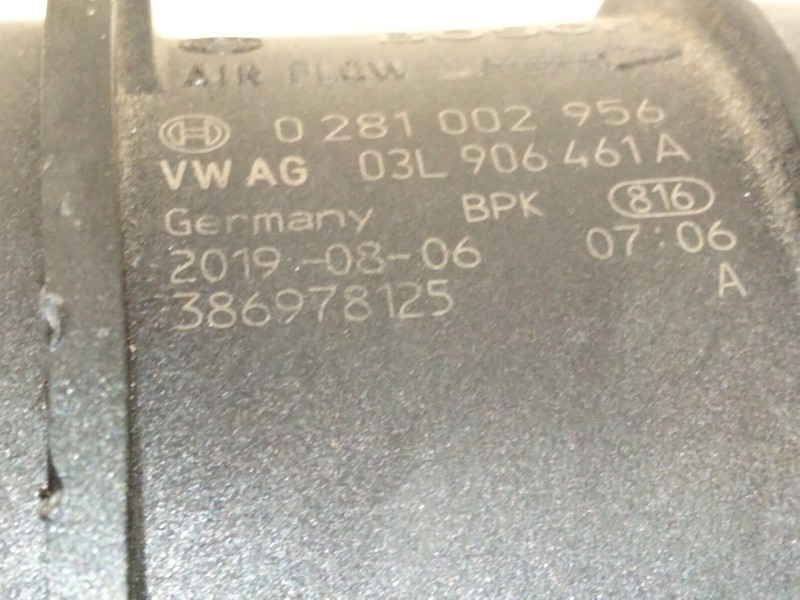 AIR FLOW
0 281 002 956
VW AG 03L 906 461 A
Germany BPK 816
2019-08-06 07:06
386978125 A